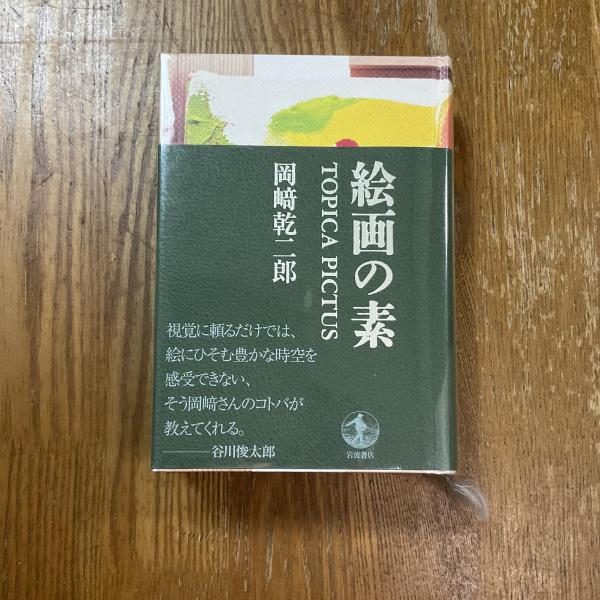 絵画の素
TOPICA PICTUS
岡﨑乾二郎
視覚に頼るだけでは、
絵にひそむ豊かな時空を
感受できない、
そう岡﨑さんのコトバが
教えてくれる。
———谷川俊太郎
岩波書店